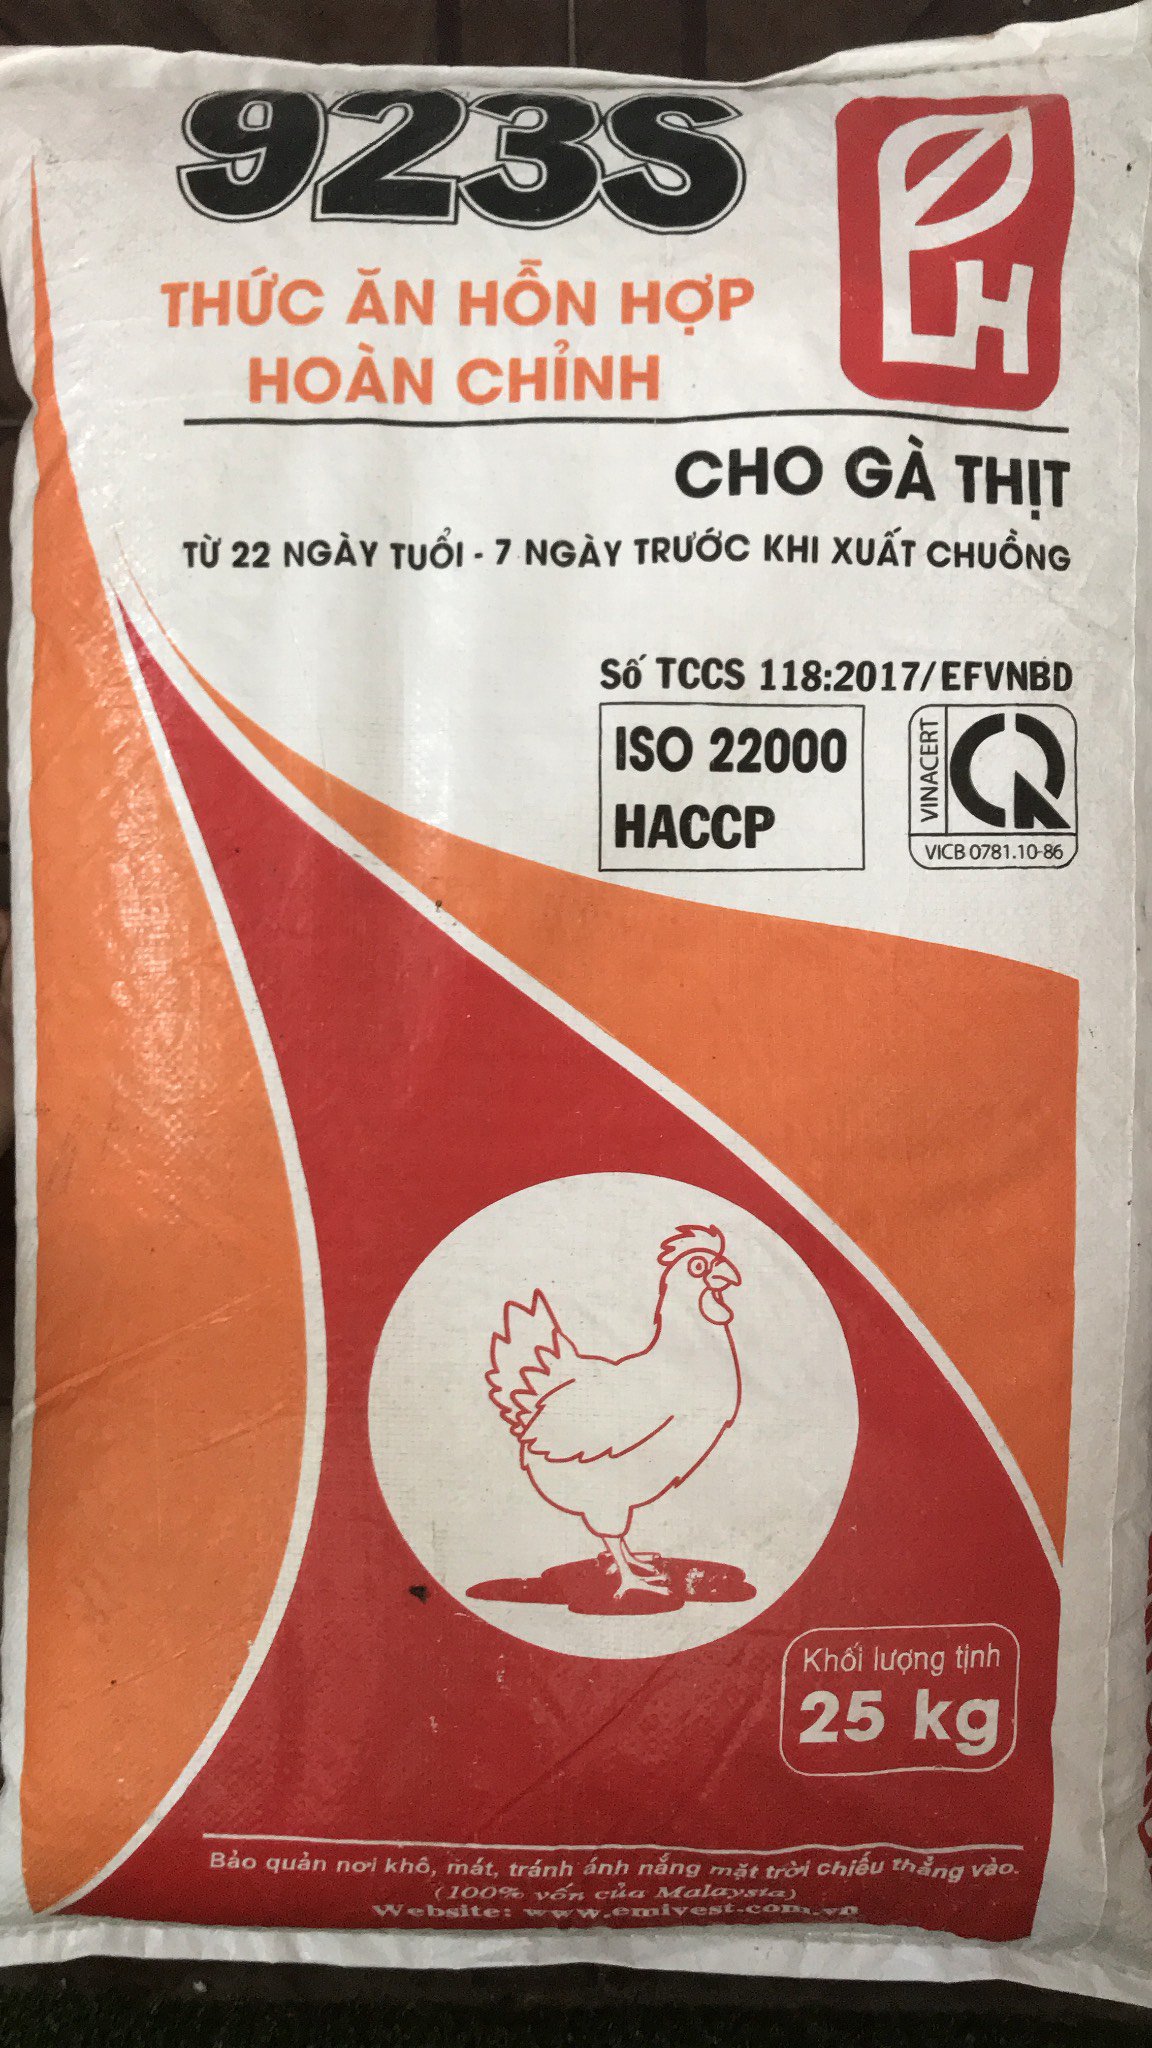 923S
PLH
THỨC ĂN HỖN HỢP
HOÀN CHỈNH
CHO GÀ THỊT
TỪ 22 NGÀY TUỔI - 7 NGÀY TRƯỚC KHI XUẤT CHUỒNG
Số TCCS 118:2017/EFVNBD
ISO 22000
HACCP
VINACERT
VICB 0781.10-86
Khối lượng tịnh
25 kg
Bảo quản nơi khô, mát, tránh ánh nắng mặt trời chiếu thẳng vào.
(100% vốn của Malaysia)
Website: www.emivest.com.vn